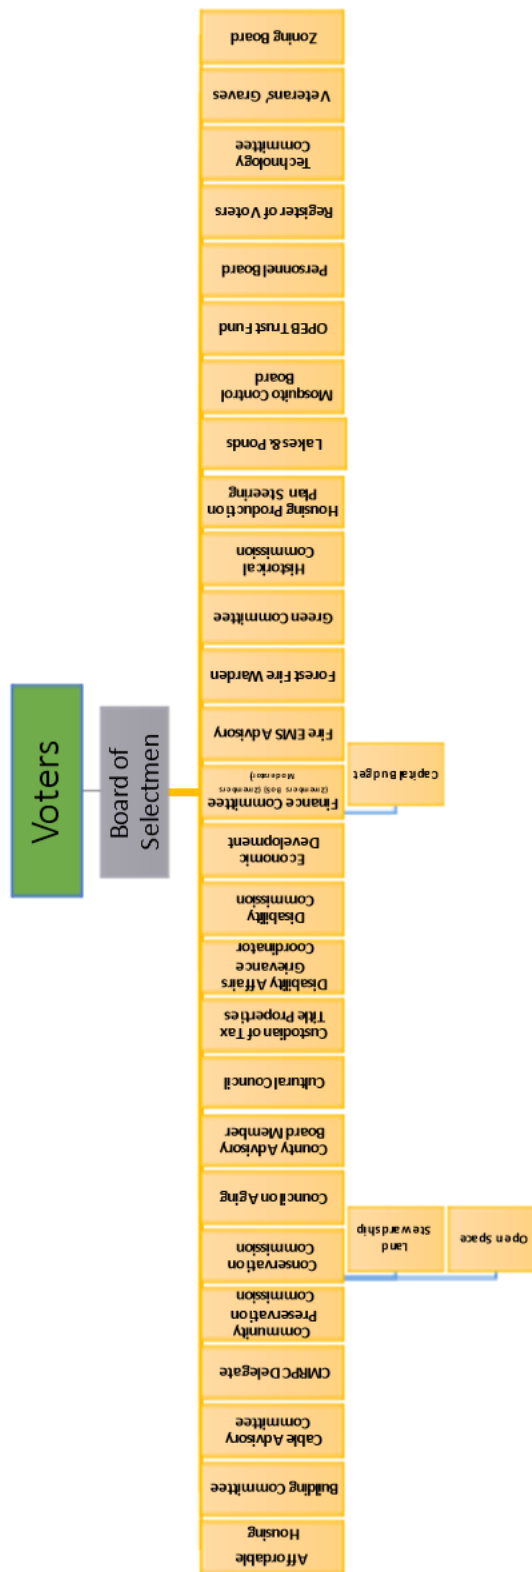 Voters
Board of
Selectmen
Zoning Board
Veterans' Graves
Technology
Committee
Register of Voters
Personnel Board
OPEB Trust Fund
Mosquito Control
Board
Lakes & Ponds
Housing Production
Plan Steering
Historical
Commission
Green Committee
Forest Fire Warden
Fire EMS Advisory
Finance Committee
(2members BoS) (2members
Moderator)
Capital Budget
Economic
Development
Disability
Commission
Disability Affairs
Grievance
Coordinator
Custodian of Tax
Title Properties
Cultural Council
County Advisory
Board Member
Council on Aging
Conservation
Commission
Land
Stewardship
Open Space
Community
Preservation
Commission
CMRPC Delegate
Cable Advisory
Committee
Building Committee
Affordable
Housing